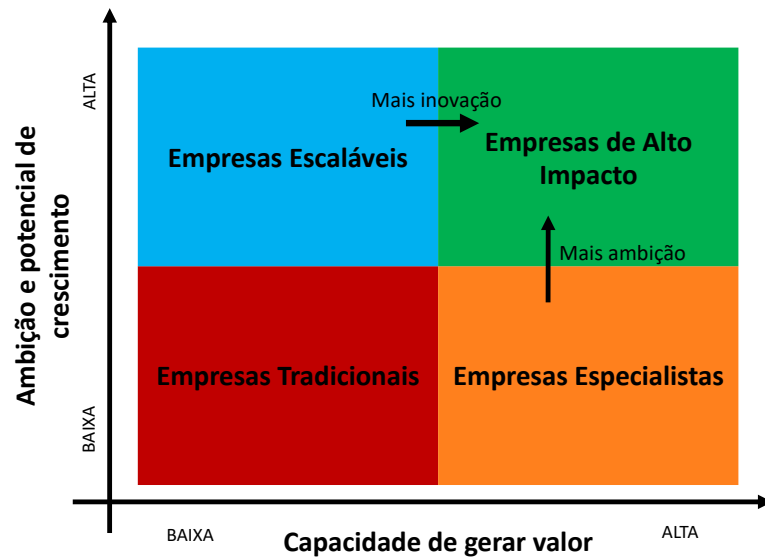 ALTA
Ambição e potencial de
crescimento
BAIXA
Mais inovação
Empresas Escaláveis
Empresas de Alto
Impacto
Mais ambição
Empresas Tradicionais
Empresas Especialistas
BAIXA
Capacidade de gerar valor
ALTA